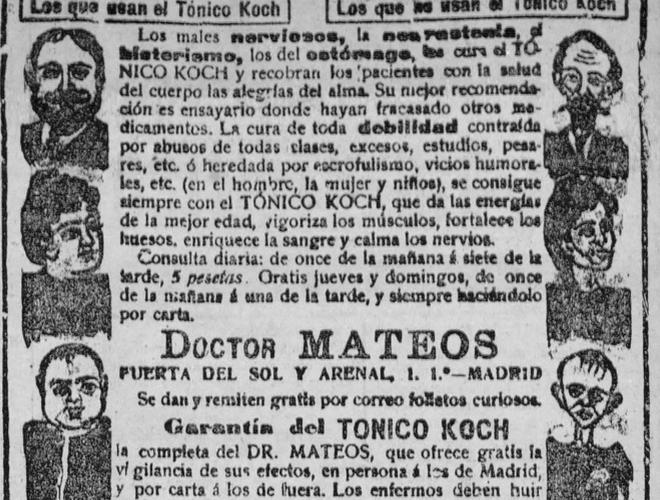 Los que usan el Tónico Koch
Los que no usan el Tónico Koch
Los males nerviosos, la neurastenia, el
histerismo, los del estómago, los cura el TÓ-
NICO KOCH y recobran los pacientes con la salud
del cuerpo las alegrías del alma. Su mejor recomenda-
ción es ensayario donde hayan fracasado otros me-
dicamentos. La cura de toda debilidad contraída
por abusos de todas clases, excesos, estudios, pesa-
res, etc. ó heredada por escrofulismo, vicios humora-
les, etc. (en el hombre, la mujer y niños), se consigue
siempre con el TÓNICO KOCH, que da las energías
de la mejor edad, vigoriza los músculos, fortalece los
huesos, enriquece la sangre y calma los nervios.
Consulta diaria: de once de la mañana á siete de la
tarde, 5 pesetas. Gratis jueves y domingos, de once
de la mañana á una de la tarde, y siempre haciéndolo
por carta.
DOCTOR MATEOS
PUERTA DEL SOL Y ARENAL, 1. 1.º—MADRID
Se dan y remiten gratis por correo folletos curiosos.
Garantía del TONICO KOCH
la completa del DR. MATEOS, que ofrece gratis la
vigilancia de sus efectos, en persona á los de Madrid,
y por carta á los de fuera. Los enfermos deben huir